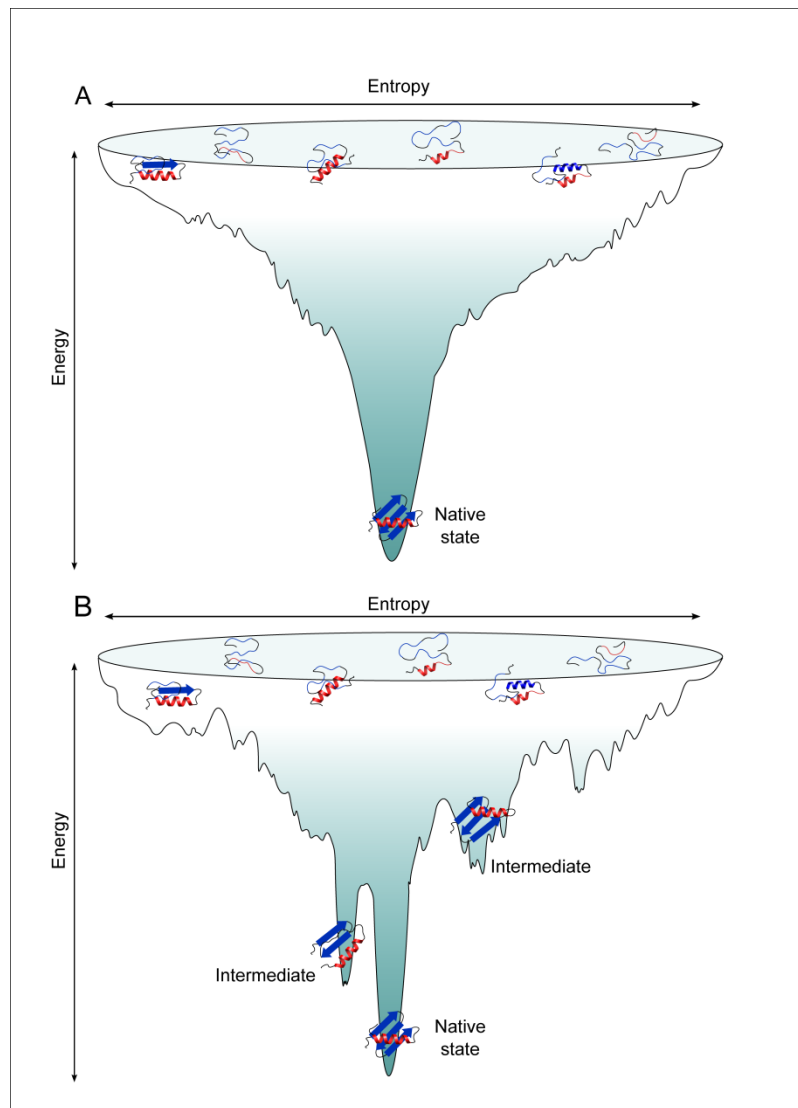 A
Entropy
Energy
Native
state
B
Entropy
Energy
Intermediate
Intermediate
Native
state